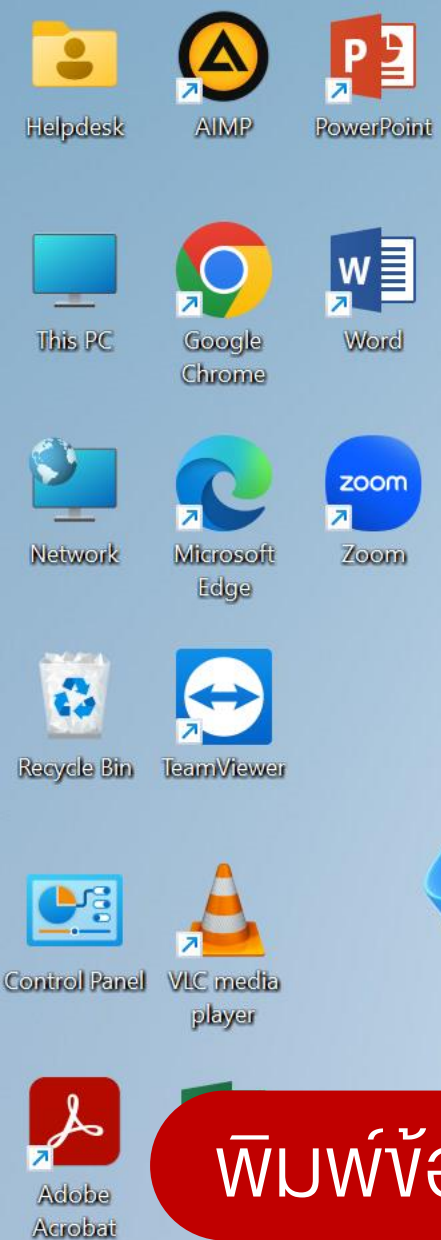 Helpdesk
AIMP
PowerPoint
This PC
Google
Chrome
Word
zoom
Network
Microsoft
Edge
Zoom
Recycle Bin
TeamViewer
Control Panel
VLC media
player
Adobe
Acrobat
พิมพ์ข้อ